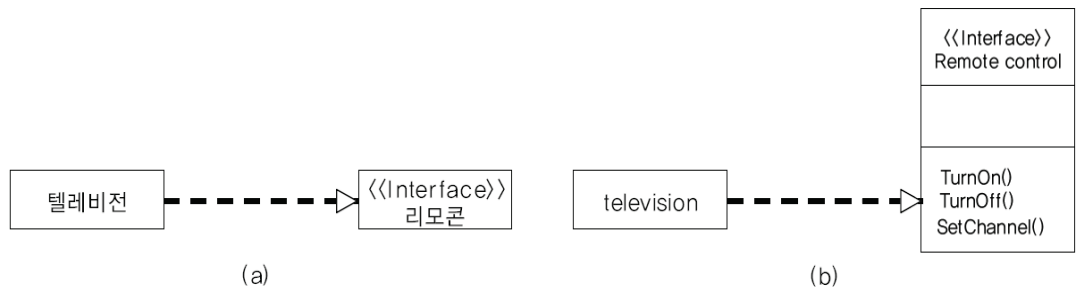 텔레비전
《Interface》
리모콘
(a)
television
《Interface》
Remote control
TurnOn()
TurnOff()
SetChannel()
(b)